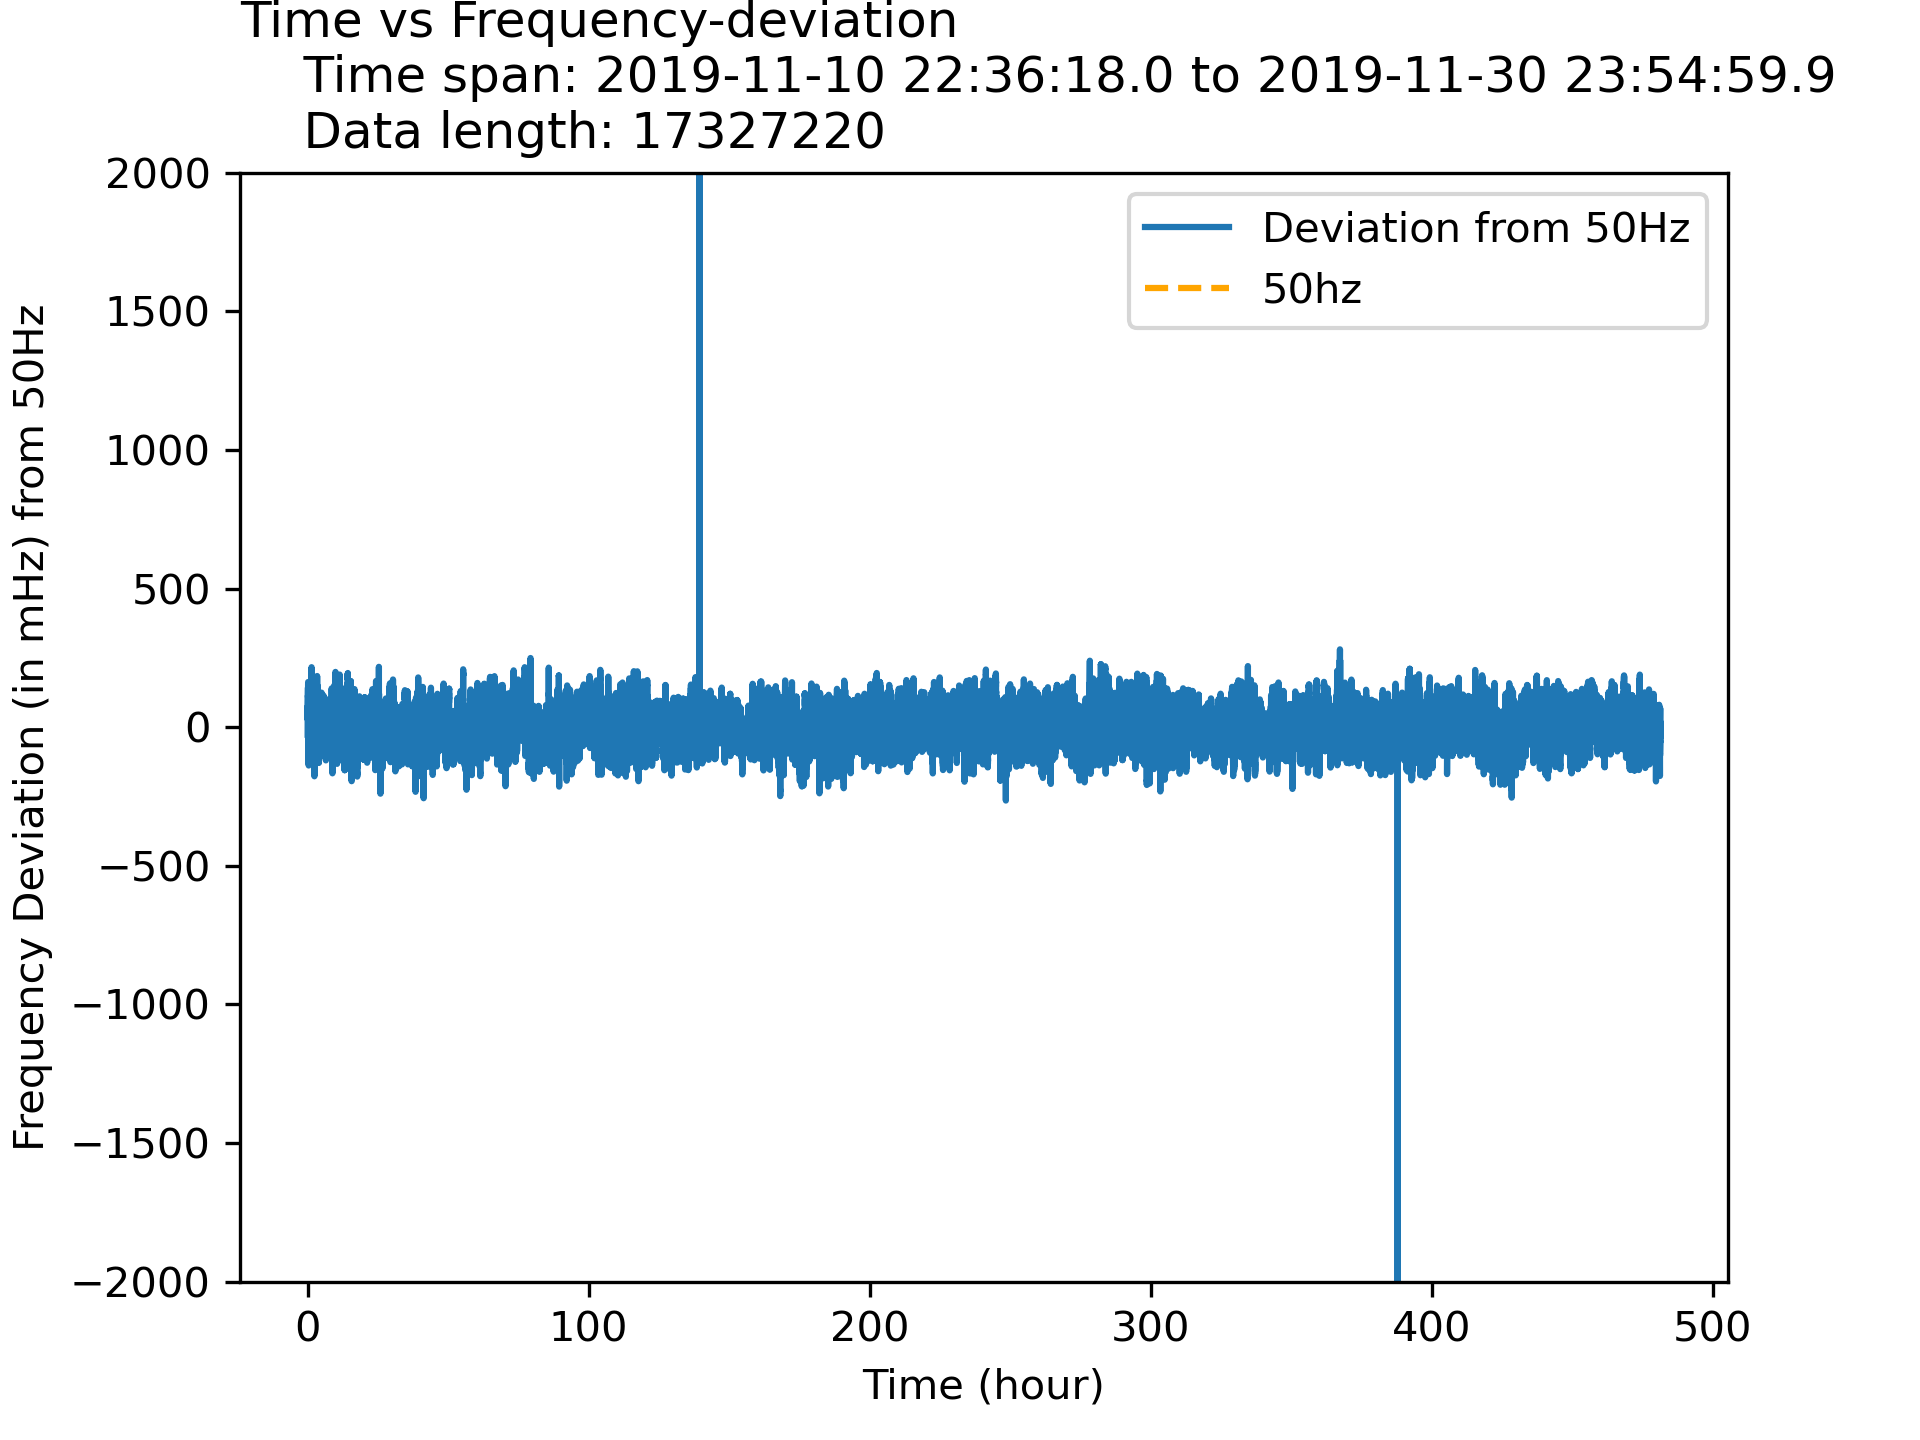 Time vs Frequency-deviation
Time span: 2019-11-10 22:36:18.0 to 2019-11-30 23:54:59.9
Data length: 17327220
Deviation from 50Hz
50hz
Frequency Deviation (in mHz) from 50Hz
2000
1500
1000
500
0
−500
−1000
−1500
−2000
0 100 200 300 400 500
Time (hour)